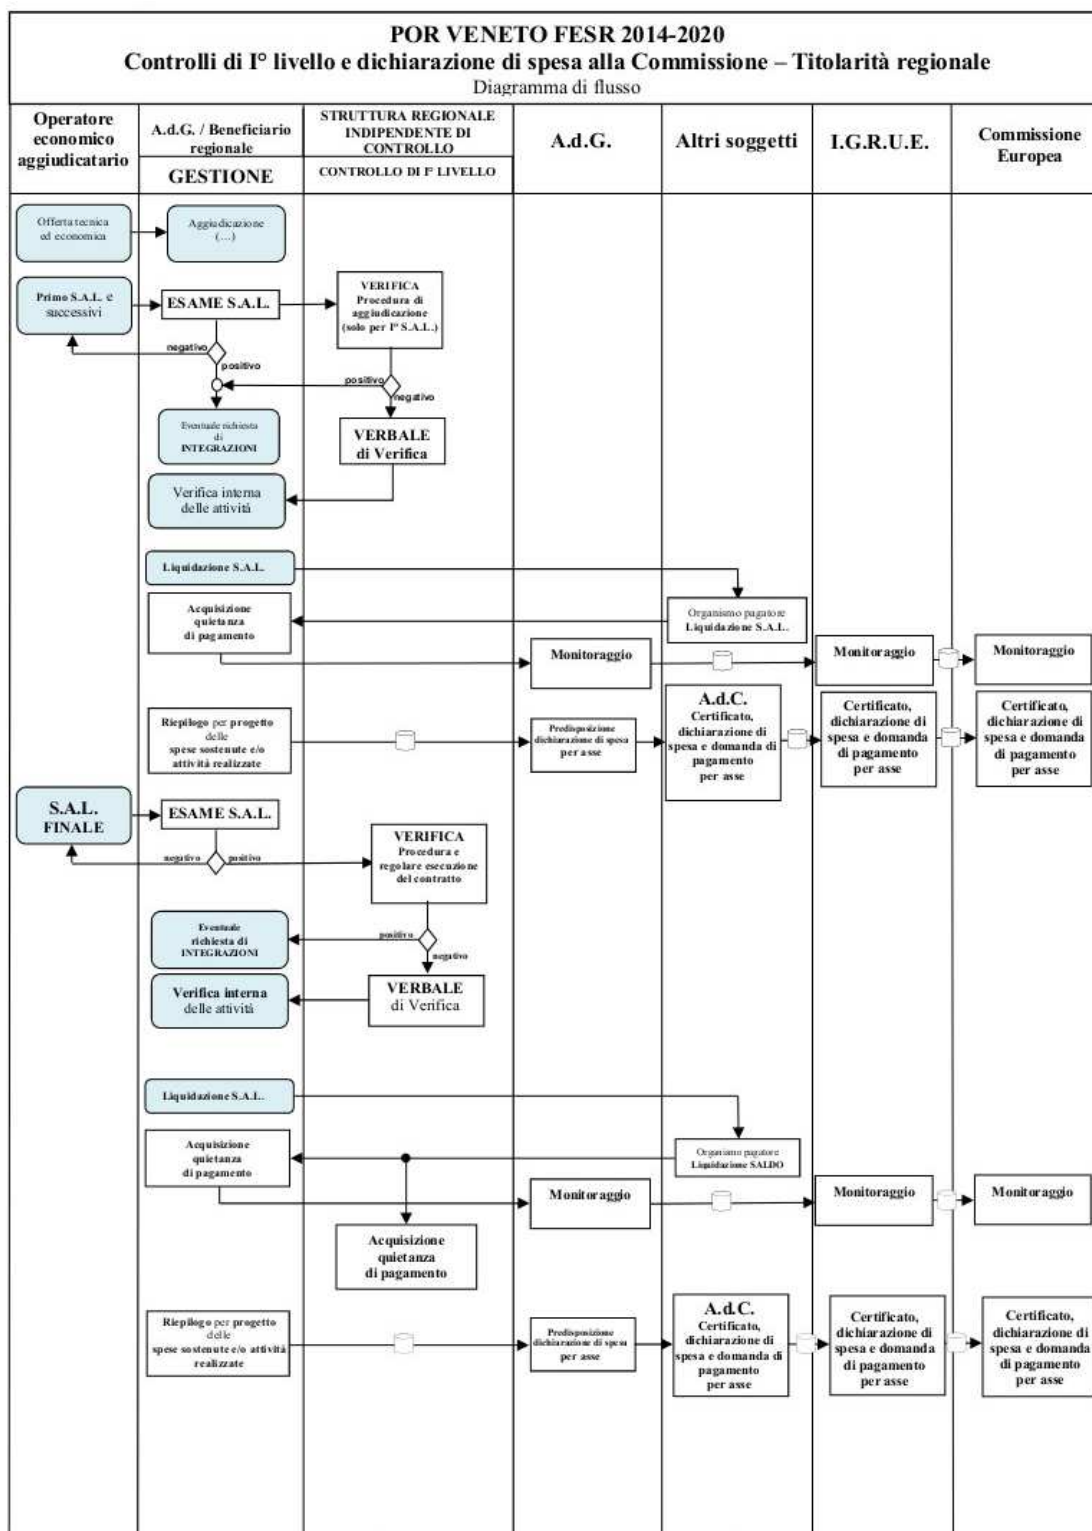 POR VENETO FESR 2014-2020
Controlli di I° livello e dichiarazione di spesa alla Commissione – Titolarità regionale
Diagramma di flusso
Operatore
economico
aggiudicatario
A.d.G. / Beneficiario
regionale
GESTIONE
STRUTTURA REGIONALE
INDIPENDENTE DI
CONTROLLO
CONTROLLO DI I° LIVELLO
A.d.G.
Altri soggetti
I.G.R.U.E.
Commissione
Europea
Offerta tecnica
ed economica
Aggiudicazione
(…)
Primo S.A.L. e
successivi
ESAME S.A.L.
VERIFICA
Procedura di
aggiudicazione
(solo per I° S.A.L.)
negativo
positivo
positivo
negativo
Eventuale richiesta
di
INTEGRAZIONI
VERBALE
di Verifica
Verifica interna
delle attività
Liquidazione S.A.L.
Organismo pagatore
Liquidazione S.A.L.
Acquisizione
quietanza
di pagamento
Monitoraggio
Monitoraggio
Monitoraggio
Riepilogo per progetto
delle
spese sostenute e/o
attività realizzate
Predisposizione
dichiarazione di spesa
per asse
A.d.C.
Certificato,
dichiarazione di
spesa e domanda di
pagamento
per asse
Certificato,
dichiarazione di
spesa e domanda
di pagamento
per asse
Certificato,
dichiarazione di
spesa e domanda
di pagamento
per asse
S.A.L.
FINALE
ESAME S.A.L.
negativo
positivo
VERIFICA
Procedura e
regolare esecuzione
del contratto
positivo
negativo
Eventuale
richiesta di
INTEGRAZIONI
Verifica interna
delle attività
VERBALE
di Verifica
Liquidazione S.A.L.
Organismo pagatore
Liquidazione SALDO
Acquisizione
quietanza
di pagamento
Monitoraggio
Monitoraggio
Monitoraggio
Acquisizione
quietanza
di pagamento
Riepilogo per progetto
delle
spese sostenute e/o attività
realizzate
Predisposizione
dichiarazione di spesa
per asse
A.d.C.
Certificato,
dichiarazione di
spesa e domanda di
pagamento
per asse
Certificato,
dichiarazione di
spesa e domanda
di pagamento
per asse
Certificato,
dichiarazione di
spesa e domanda
di pagamento
per asse